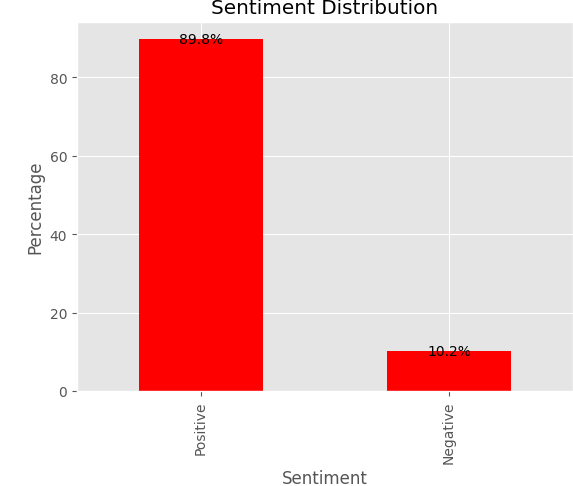 Sentiment Distribution
89.8%
80
60
40
20
0
10.2%
Percentage
Positive
Negative
Sentiment